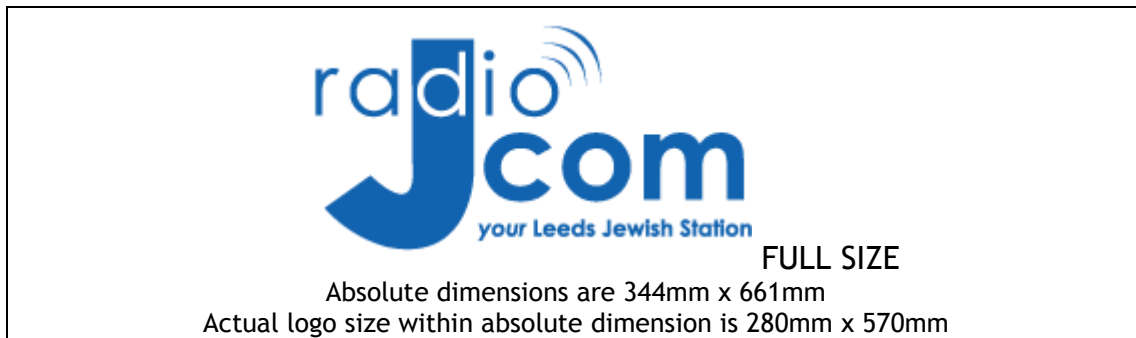 radio
Jcom
your Leeds Jewish Station
FULL SIZE
Absolute dimensions are 344mm x 661mm
Actual logo size within absolute dimension is 280mm x 570mm